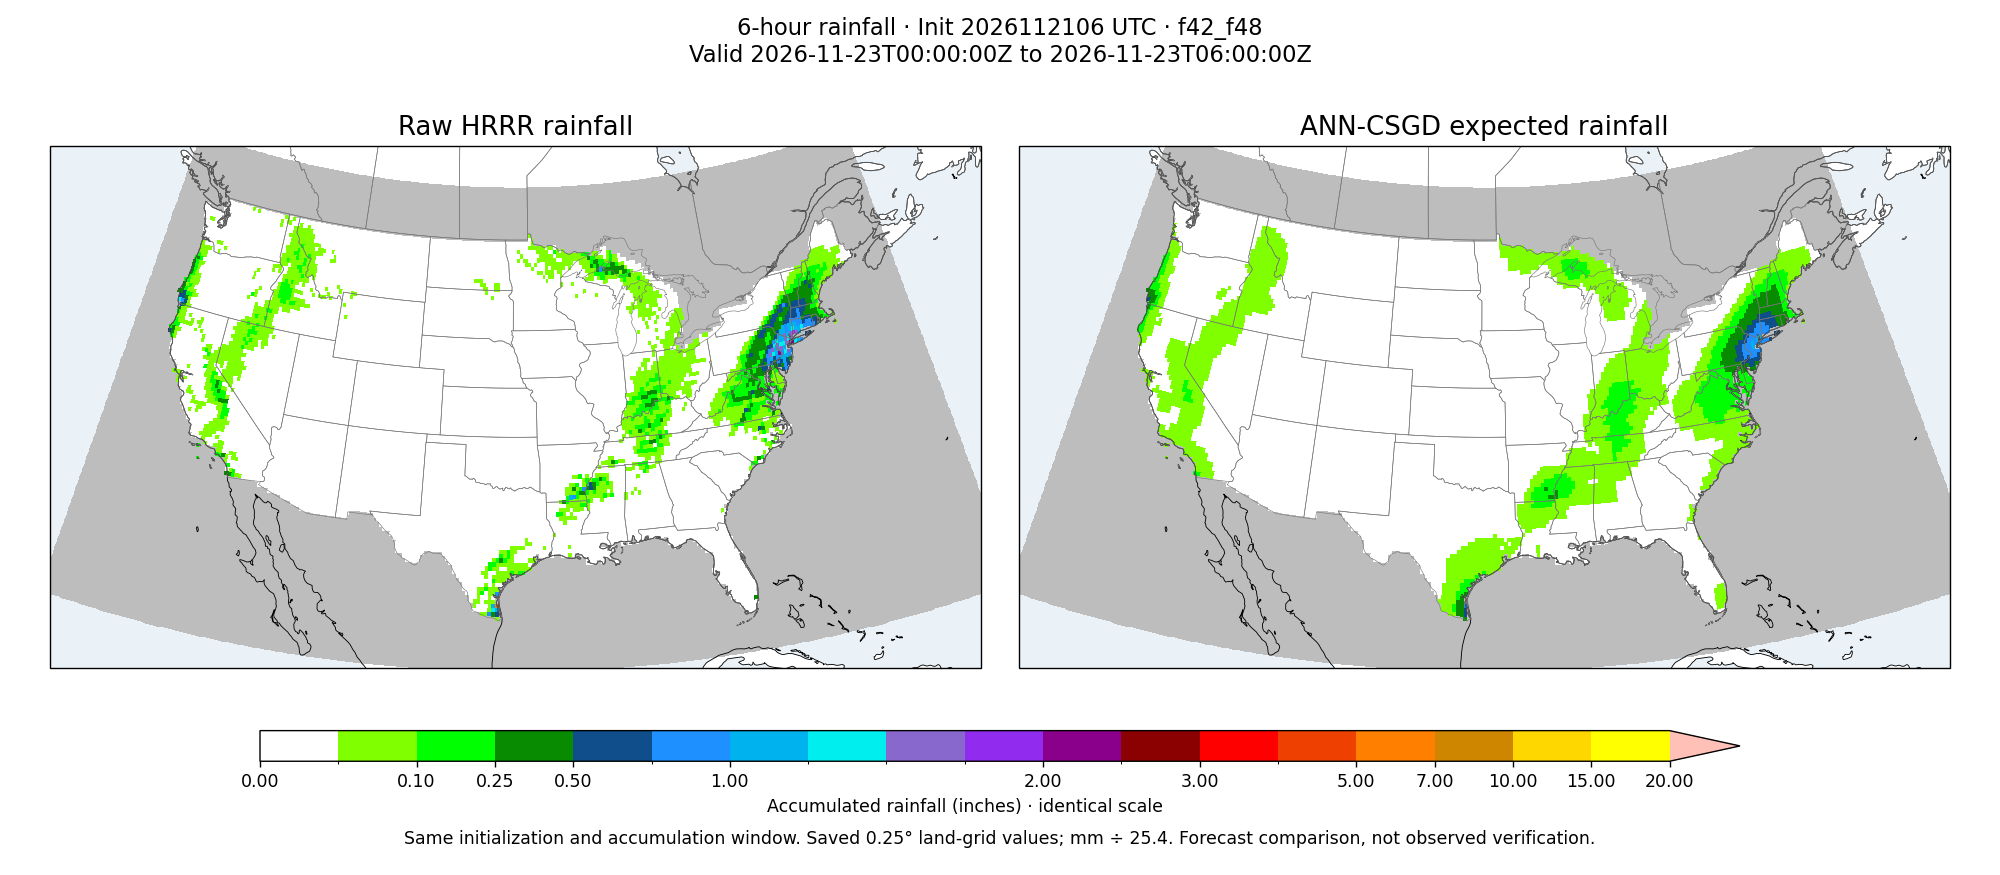 6-hour rainfall · Init 2026112106 UTC · f42_f48
Valid 2026-11-23T00:00:00Z to 2026-11-23T06:00:00Z
Raw HRRR rainfall
ANN-CSGD expected rainfall
0.00 0.10 0.25 0.50 1.00 2.00 3.00 5.00 7.00 10.00 15.00 20.00
Accumulated rainfall (inches) · identical scale
Same initialization and accumulation window. Saved 0.25° land-grid values; mm ÷ 25.4. Forecast comparison, not observed verification.